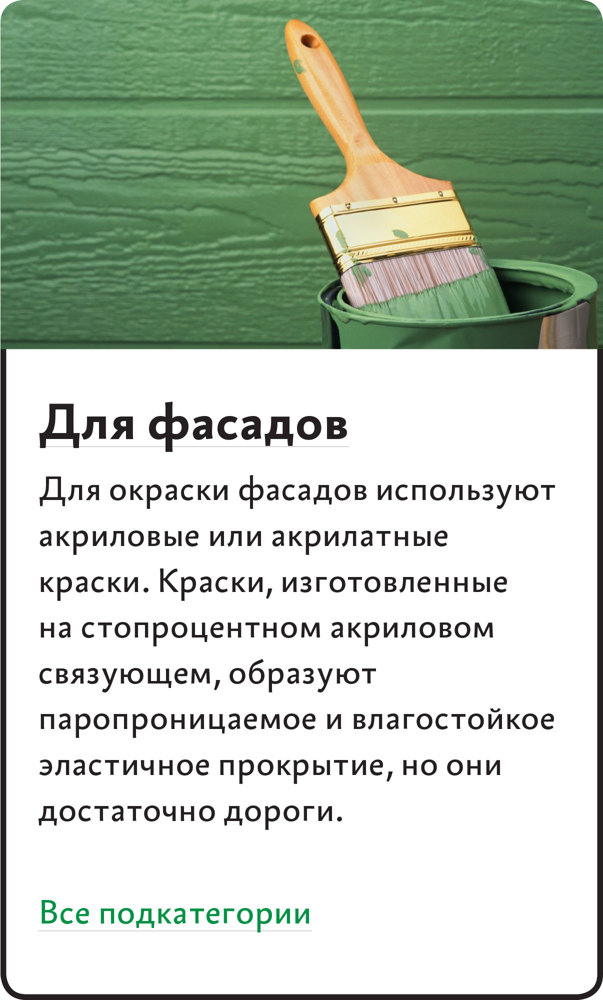 Для фасадов
Для окраски фасадов используют
акриловые или акрилатные
краски. Краски, изготовленные
на стопроцентном акриловом
связующем, образуют
паропроницаемое и влагостойкое
эластичное прокрытие, но они
достаточно дороги.
Все подкатегории